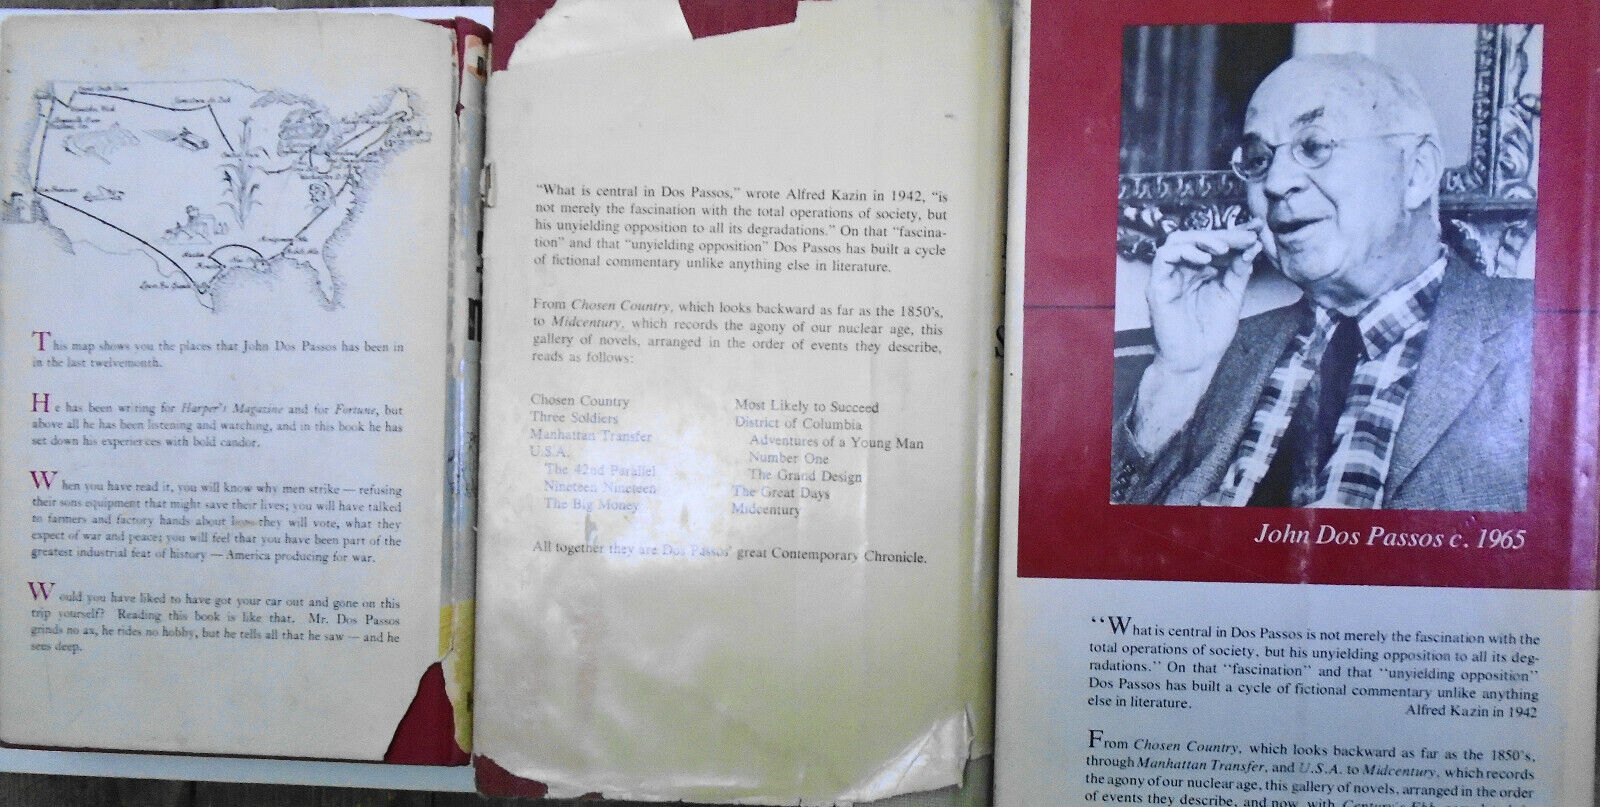 This map shows you the places that John Dos Passos has been in
in the last twelvemonth.
He has been writing for Harper's Magazine and for Fortune, but
above all he has been listening and watching, and in this book he has
set down his experiences with bold candor.
When you have read it, you will know why men strike — refusing
their sons equipment that might save their lives; you will have talked
to farmers and factory hands about how they will vote, what they
expect of war and peace; you will feel that you have been part of the
greatest industrial feat of history — America producing for war.
Would you have liked to have got your car out and gone on this
trip yourself? Reading this book is like that. Mr. Dos Passos
grinds no ax, he rides no hobby, but he tells all that he saw — and he
sees deep.
"What is central in Dos Passos," wrote Alfred Kazin in 1942, "is
not merely the fascination with the total operations of society, but
his unyielding opposition to all its degradations." On that "fascina-
tion" and that "unyielding opposition" Dos Passos has built a cycle
of fictional commentary unlike anything else in literature.
From Chosen Country, which looks backward as far as the 1850's,
to Midcentury, which records the agony of our nuclear age, this
gallery of novels, arranged in the order of events they describe,
reads as follows:
Chosen Country
Three Soldiers
Manhattan Transfer
U.S.A.
The 42nd Parallel
Nineteen Nineteen
The Big Money
Most Likely to Succeed
District of Columbia
Adventures of a Young Man
Number One
The Grand Design
The Great Days
Midcentury
All together they are Dos Passos' great Contemporary Chronicle.
John Dos Passos c. 1965
"What is central in Dos Passos is not merely the fascination with the
total operations of society, but his unyielding opposition to all its deg-
radations." On that "fascination" and that "unyielding opposition"
Dos Passos has built a cycle of fictional commentary unlike anything
else in literature.
Alfred Kazin in 1942
From Chosen Country, which looks backward as far as the 1850's,
through Manhattan Transfer, and U.S.A. to Midcentury, which records
the agony of our nuclear age, this gallery of novels, arranged in the order
of events they describe, and now, with Century's